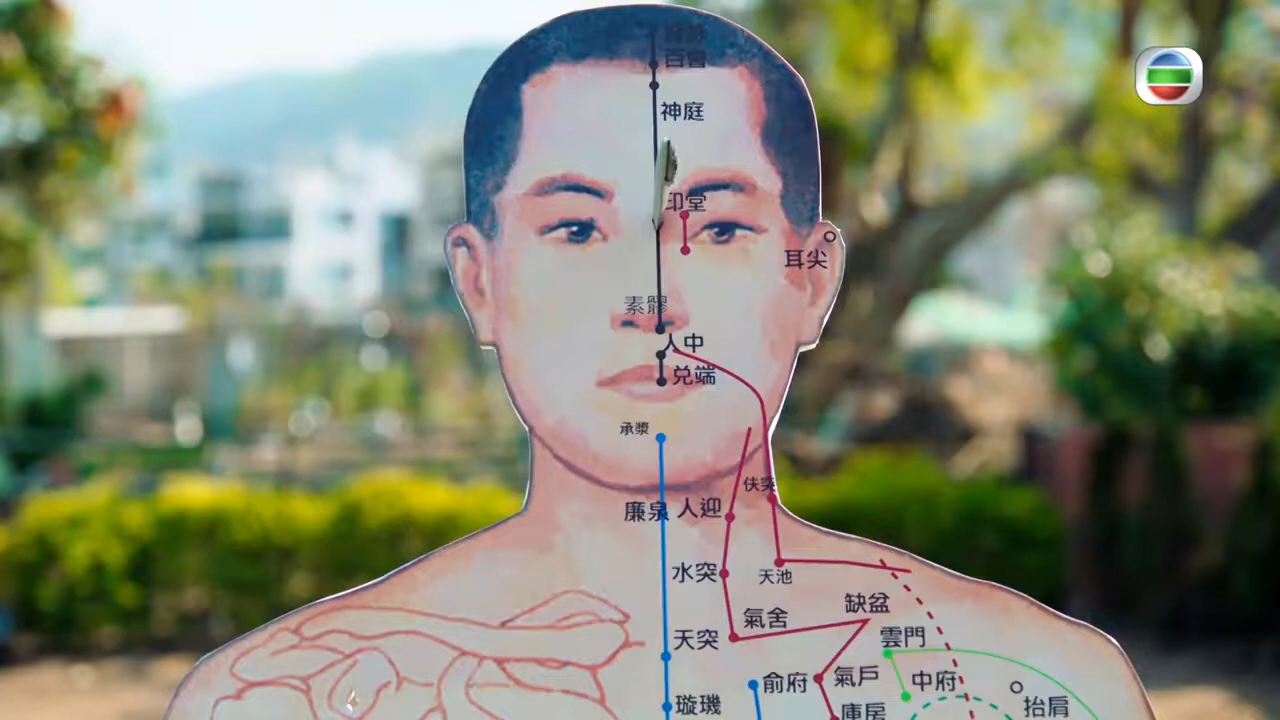 百會
神庭
印堂
耳尖
素髎
人中
兌端
承漿
伕突
廉泉
人迎
水突
天池
缺盆
氣舍
天突
雲門
俞府
氣戶
中府
璇璣
庫房
抬肩